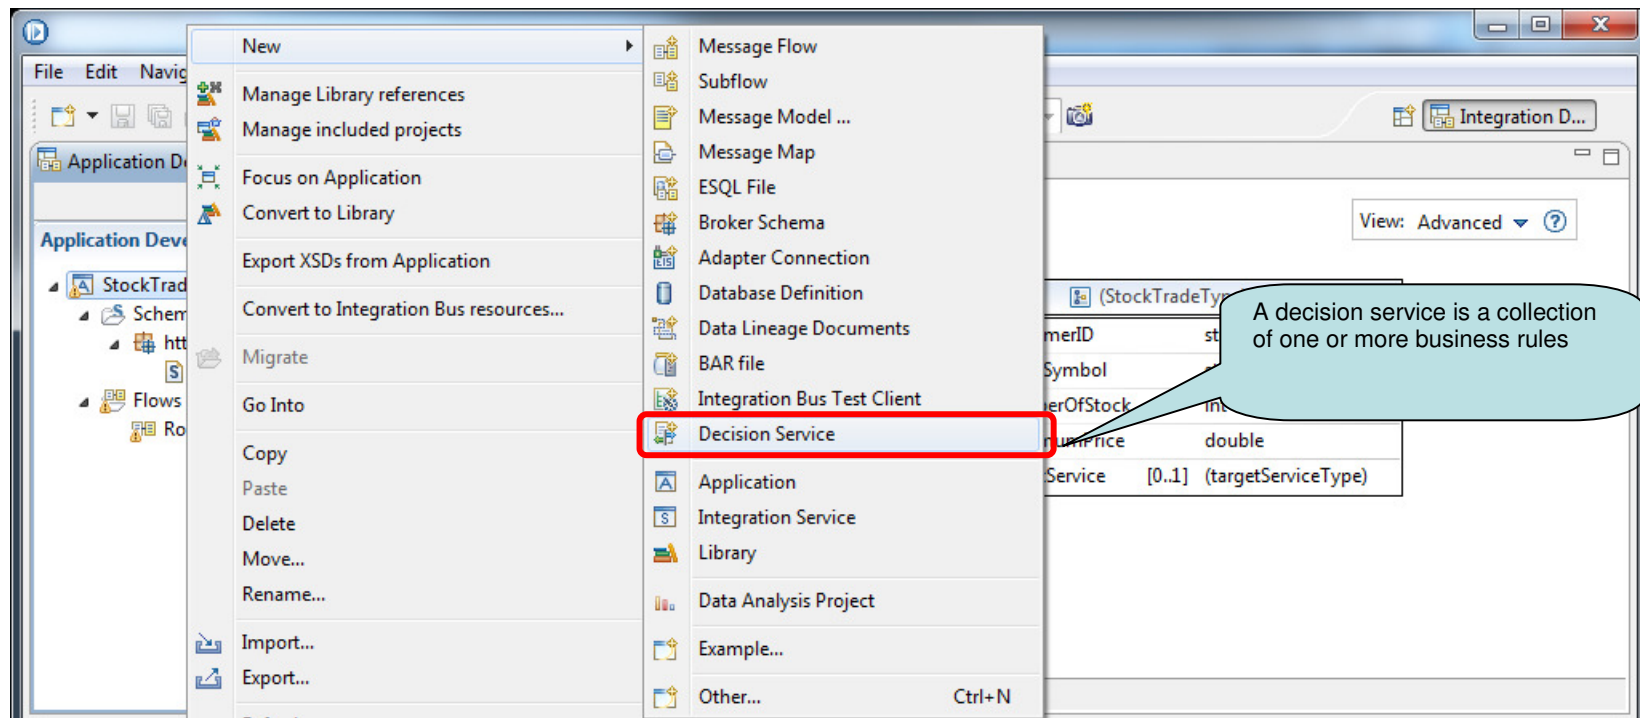 File Edit Navig
Integration D...
Application De
Application Deve
StockTrad
Schem
htt
Flows
Ro
New
Manage Library references
Manage included projects
Focus on Application
Convert to Library
Export XSDs from Application
Convert to Integration Bus resources...
Migrate
Go Into
Copy
Paste
Delete
Move...
Rename...
Import...
Export...
Message Flow
Subflow
Message Model ...
Message Map
ESQL File
Broker Schema
Adapter Connection
Database Definition
Data Lineage Documents
BAR file
Integration Bus Test Client
Decision Service
Application
Integration Service
Library
Data Analysis Project
Example...
Other... Ctrl+N
View: Advanced
(StockTradeTyp
merID st
Symbol
erOfStock int
numPrice double
Service [0..1] (targetServiceType)
A decision service is a collection
of one or more business rules